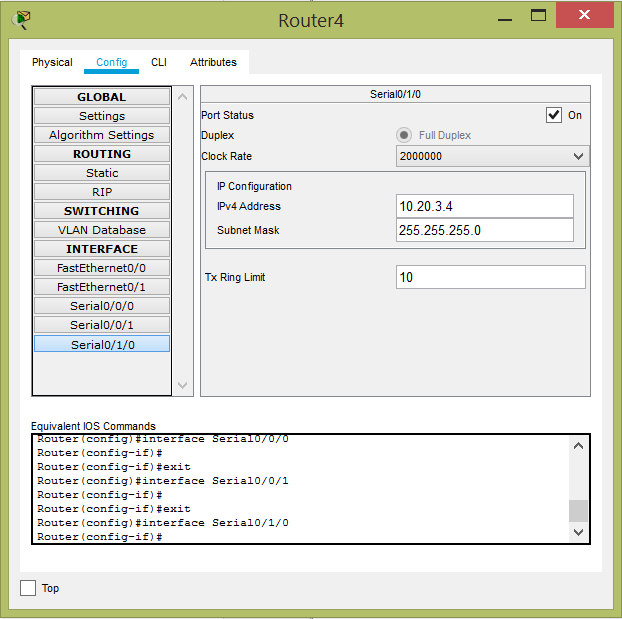 Router4
Physical Config CLI Attributes
GLOBAL
Settings
Algorithm Settings
ROUTING
Static
RIP
SWITCHING
VLAN Database
INTERFACE
FastEthernet0/0
FastEthernet0/1
Serial0/0/0
Serial0/0/1
Serial0/1/0
Serial0/1/0
Port Status On
Duplex Full Duplex
Clock Rate 2000000
IP Configuration
IPv4 Address 10.20.3.4
Subnet Mask 255.255.255.0
Tx Ring Limit 10
Equivalent IOS Commands
Router(config)#interface Serial0/0/0
Router(config-if)#
Router(config-if)#exit
Router(config)#interface Serial0/0/1
Router(config-if)#
Router(config-if)#exit
Router(config)#interface Serial0/1/0
Router(config-if)#
Top